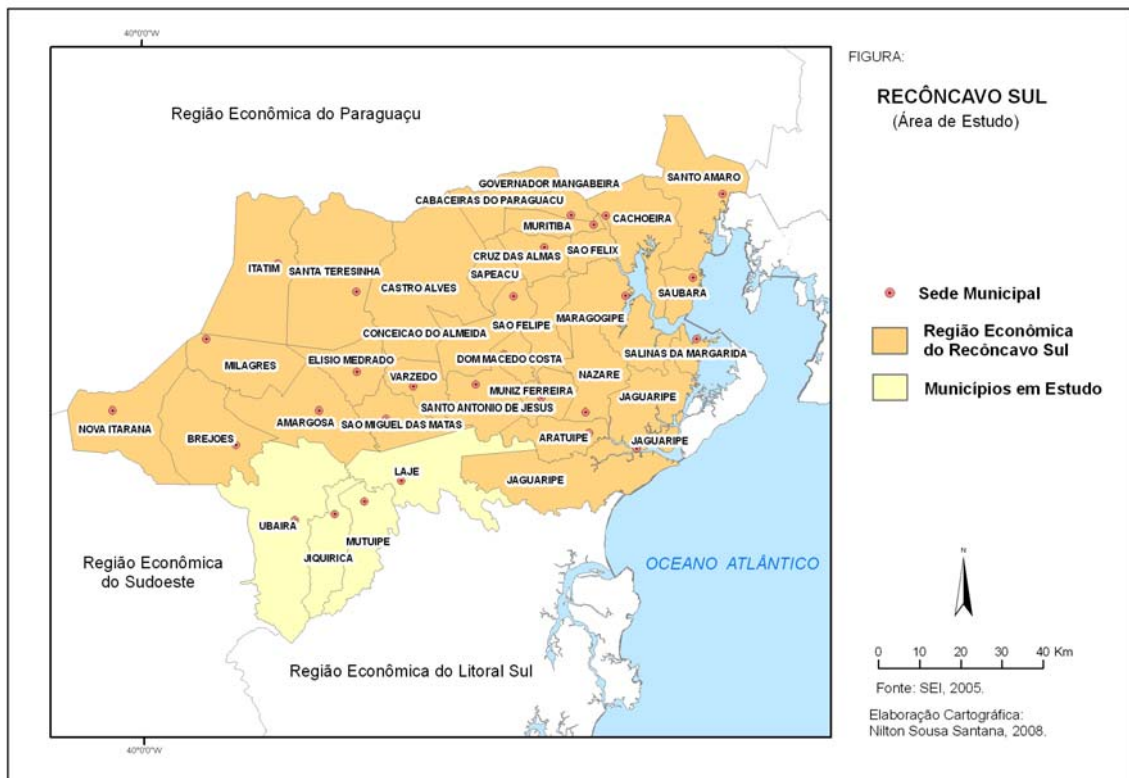 40°0'0"W
FIGURA:
RECÔNCAVO SUL
(Área de Estudo)
Região Econômica do Paraguaçu
SANTO AMARO
GOVERNADOR MANGABEIRA
CABACEIRAS DO PARAGUACU
CACHOEIRA
MURITIBA
CRUZ DAS ALMAS
SAO FELIX
ITATIM
SANTA TERESINHA
SAPEACU
CASTRO ALVES
SAUBARA
MARAGOGIPE
SAO FELIPE
CONCEICAO DO ALMEIDA
SALINAS DA MARGARIDA
ELISIO MEDRADO
DOM MACEDO COSTA
MILAGRES
VARZEDO
NAZARE
MUNIZ FERREIRA
JAGUARIPE
SANTO ANTONIO DE JESUS
AMARGOSA
SAO MIGUEL DAS MATAS
NOVA ITARANA
BREJOES
ARATUIPE
JAGUARIPE
LAJE
JAGUARIPE
UBAIRA
MUTUIPE
JIQUIRICA
Região Econômica
do Sudoeste
OCEANO ATLÂNTICO
Região Econômica do Litoral Sul
40°0'0"W
Sede Municipal
Região Econômica
do Recôncavo Sul
Municípios em Estudo
N
0 10 20 30 40 Km
Fonte: SEI, 2005.
Elaboração Cartográfica:
Nilton Sousa Santana, 2008.